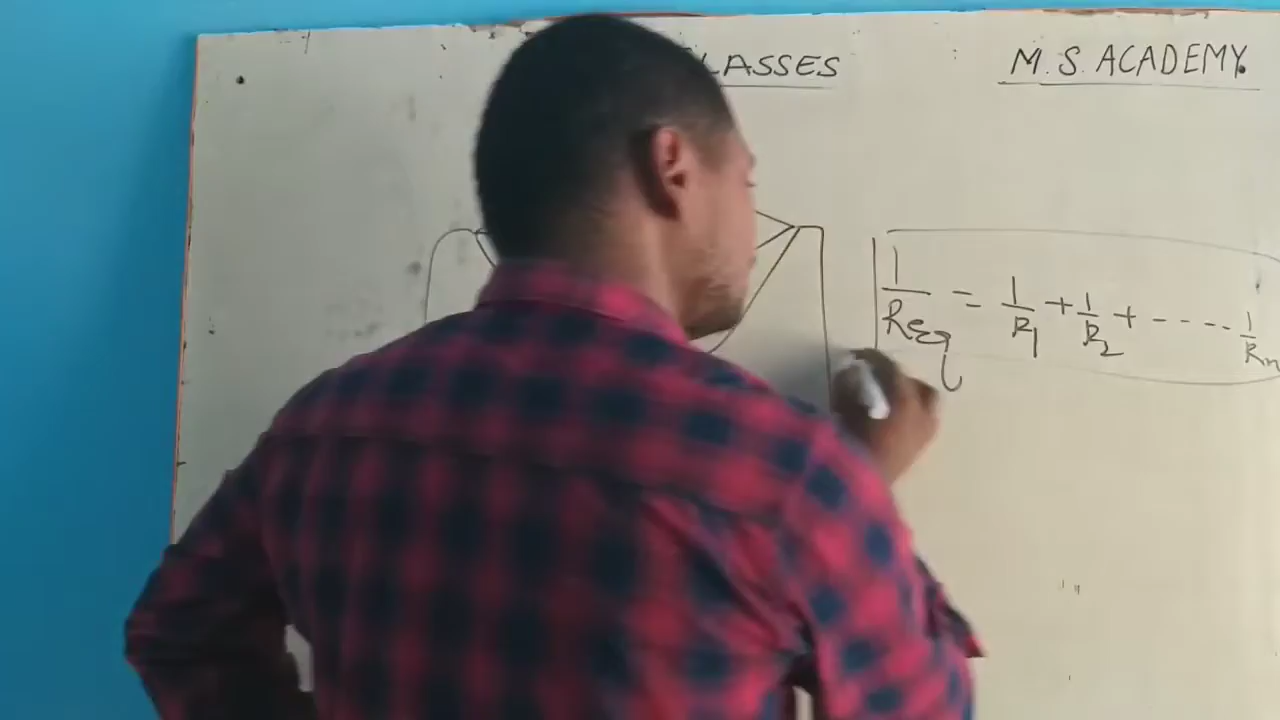 LASSES
M.S. ACADEMY.
1/REq = 1/R1 + 1/R2 + ----- 1/Rn